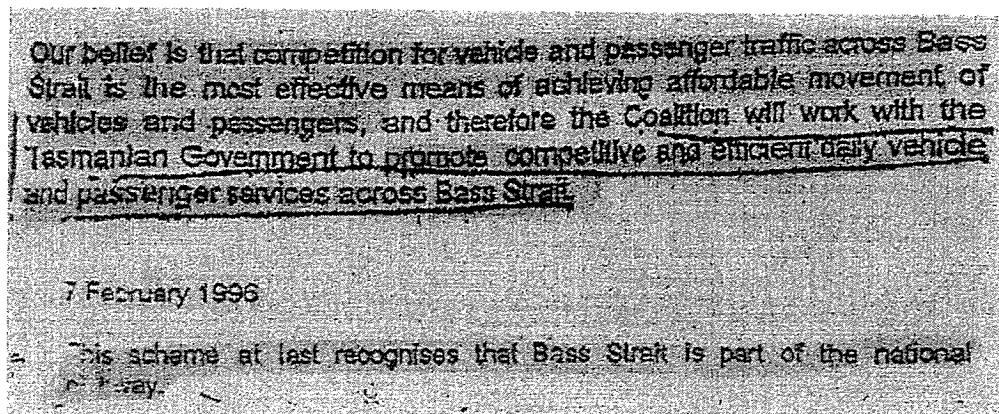 Our belief is that competition for vehicle and passenger traffic across Bass
Strait is the most effective means of achieving affordable movement of
vehicles and passengers, and therefore the Coalition will work with the
Tasmanian Government to promote competitive and efficient daily vehicle
and passenger services across Bass Strait.
7 February 1996
This scheme at last recognises that Bass Strait is part of the national